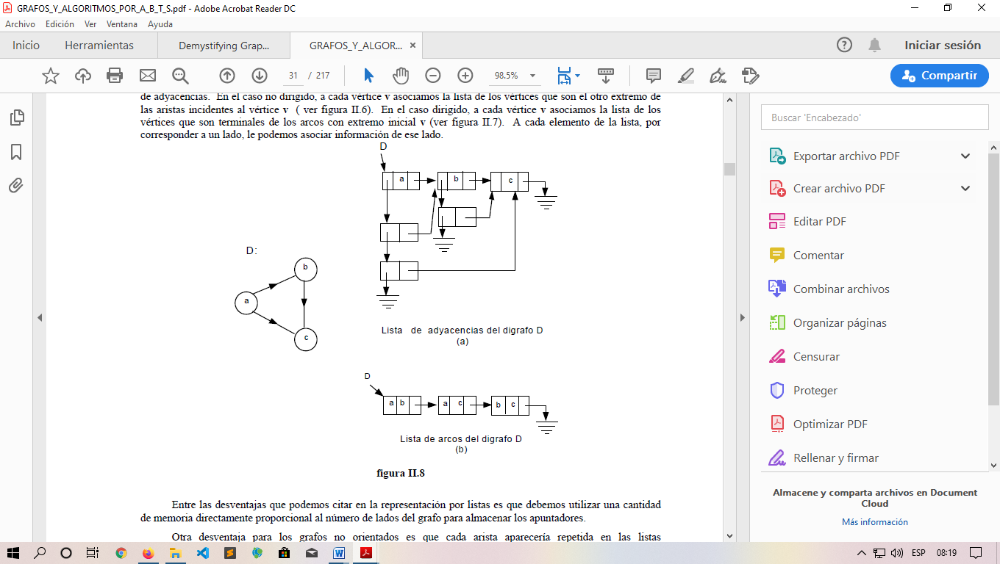 GRAFOS_Y_ALGORITMOS_POR_A_B_T_S.pdf - Adobe Acrobat Reader DC
Archivo Edición Ver Ventana Ayuda
Inicio Herramientas Demystifying Grap... GRAFOS_Y_ALGOR... × Iniciar sesión
31 / 217 98.5% Compartir
de adyacencias. En el caso no dirigido, a cada vértice v asociamos la lista de los vértices que son el otro extremo de
las aristas incidentes al vértice v ( ver figura II.6). En el caso dirigido, a cada vértice v asociamos la lista de los
vértices que son terminales de los arcos con extremo inicial v (ver figura II.7). A cada elemento de la lista, por
corresponder a un lado, le podemos asociar información de ese lado.
D
a b c
D:
b
a
c
Lista de adyacencias del digrafo D
(a)
D
a b a c b c
Lista de arcos del digrafo D
(b)
figura II.8
Entre las desventajas que podemos citar en la representación por listas es que debemos utilizar una cantidad
de memoria directamente proporcional al número de lados del grafo para almacenar los apuntadores.
Otra desventaja para los grafos no orientados es que cada arista aparecería repetida en las listas
Buscar 'Encabezado'
Exportar archivo PDF
Crear archivo PDF
Editar PDF
Comentar
Combinar archivos
Organizar páginas
Censurar
Proteger
Optimizar PDF
Rellenar y firmar
Almacene y comparta archivos en Document
Cloud
Más información
ESP 08:19